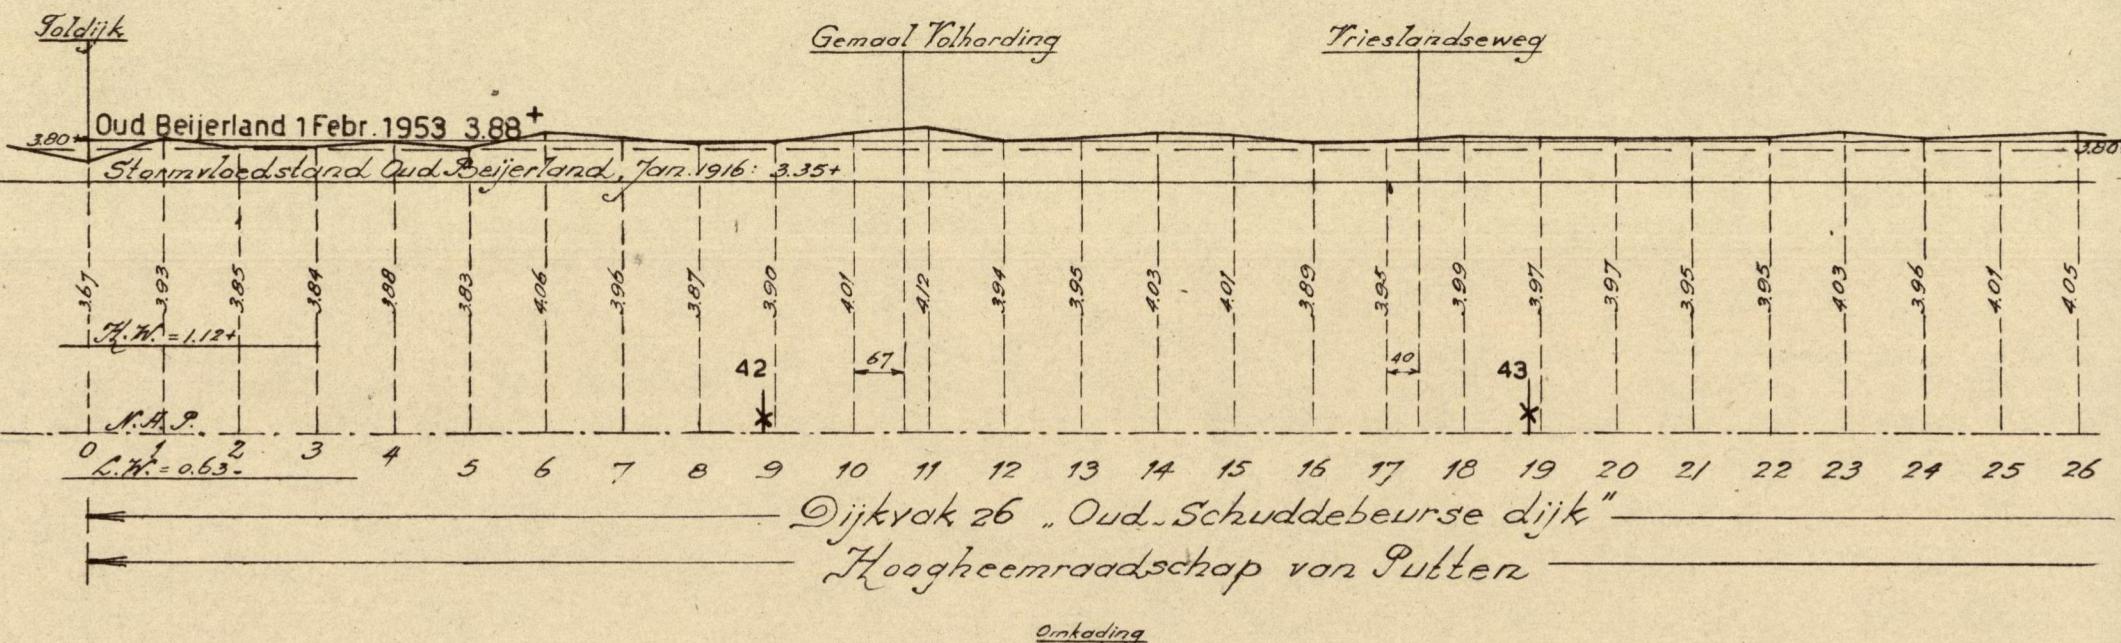 Toldijk
Gemaal Volharding
Vrieslandseweg
Oud Beijerland 1 Febr. 1953 3.88+
3.80+
3.80
Stormvloedstand Oud Beijerland, Jan. 1916: 3.35+
3.67 3.93 3.85 3.84 3.88 3.83 4.06 3.96 3.87 3.90 4.01 4.12 3.94 3.95 4.03 4.01 3.89 3.95 3.99 3.97 3.97 3.95 3.95 4.03 3.96 4.01 4.05
H.W. = 1.12+
42 67 40 43
N.A.P.
0 1 2 3 4 5 6 7 8 9 10 11 12 13 14 15 16 17 18 19 20 21 22 23 24 25 26
L.W. = 0.63-
Dijkvak 26 „Oud-Schuddebeurse dijk"
Hoogheemraadschap van Putten
Omkading